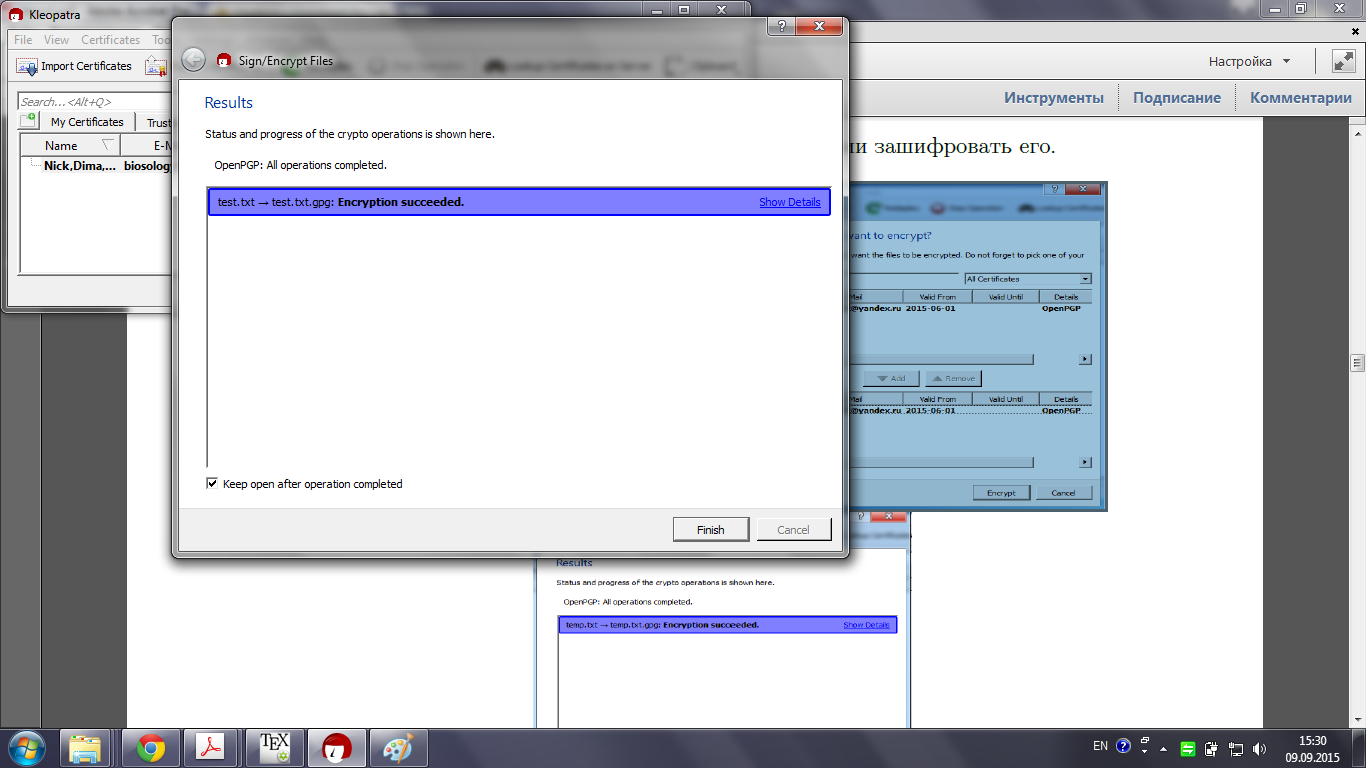 Kleopatra
File View Certificates
Import Certificates
Search...<Alt+Q>
My Certificates
Name
Nick,Dima,...
Sign/Encrypt Files
Results
Status and progress of the crypto operations is shown here.
OpenPGP: All operations completed.
test.txt → test.txt.gpg: Encryption succeeded.
Show Details
Keep open after operation completed
Finish
Cancel
Настройка
Инструменты
Подписание
Комментарии
зашифровать его.
want to encrypt?
want the files to be encrypted. Do not forget to pick one of your
All Certificates
Valid From Valid Until Details
@yandex.ru 2015-06-01 OpenPGP
Add Remove
Valid From Valid Until Details
@yandex.ru 2015-06-01 OpenPGP
Encrypt Cancel
Results
Status and progress of the crypto operations is shown here.
OpenPGP: All operations completed.
temp.txt → temp.txt.gpg: Encryption succeeded.
Show Details
TEX
EN
15:30
09.09.2015